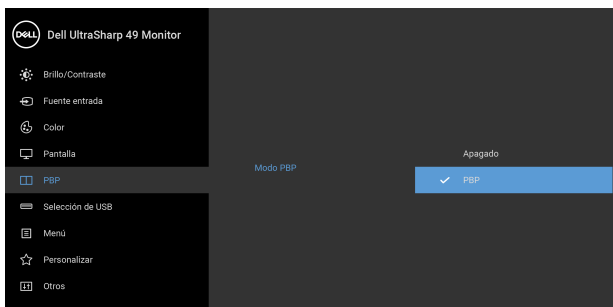 DELL Dell UltraSharp 49 Monitor
Brillo/Contraste
Fuente entrada
Color
Pantalla
Apagado
Modo PBP
PBP
PBP
Selección de USB
Menú
Personalizar
Otros